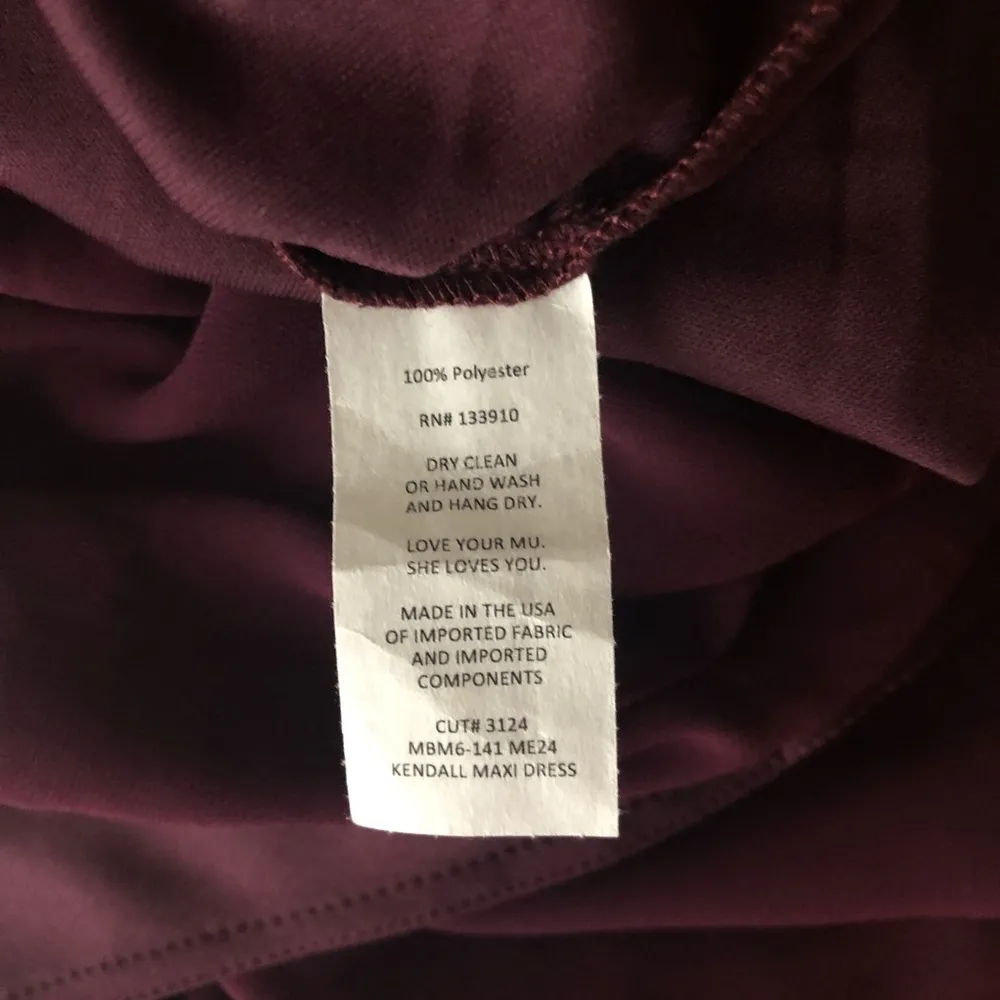 100% Polyester
RN# 133910
DRY CLEAN
OR HAND WASH
AND HANG DRY.
LOVE YOUR MU.
SHE LOVES YOU.
MADE IN THE USA
OF IMPORTED FABRIC
AND IMPORTED
COMPONENTS
CUT# 3124
MBM6-141 ME24
KENDALL MAXI DRESS